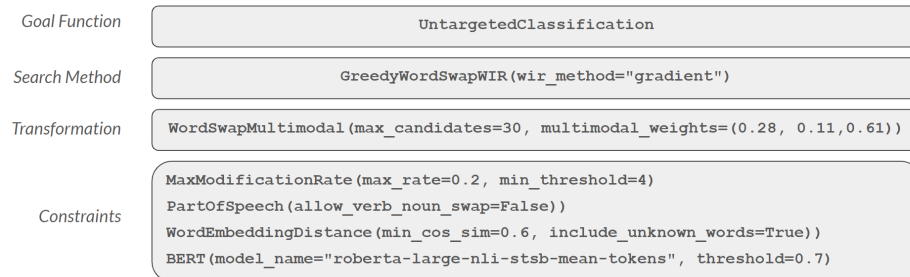 Goal Function
UntargetedClassification
Search Method
GreedyWordSwapWIR(wir_method="gradient")
Transformation
WordSwapMultimodal(max_candidates=30, multimodal_weights=(0.28, 0.11,0.61))
Constraints
MaxModificationRate(max_rate=0.2, min_threshold=4)
PartOfSpeech(allow_verb_noun_swap=False))
WordEmbeddingDistance(min_cos_sim=0.6, include_unknown_words=True))
BERT(model_name="roberta-large-nli-stsb-mean-tokens", threshold=0.7)